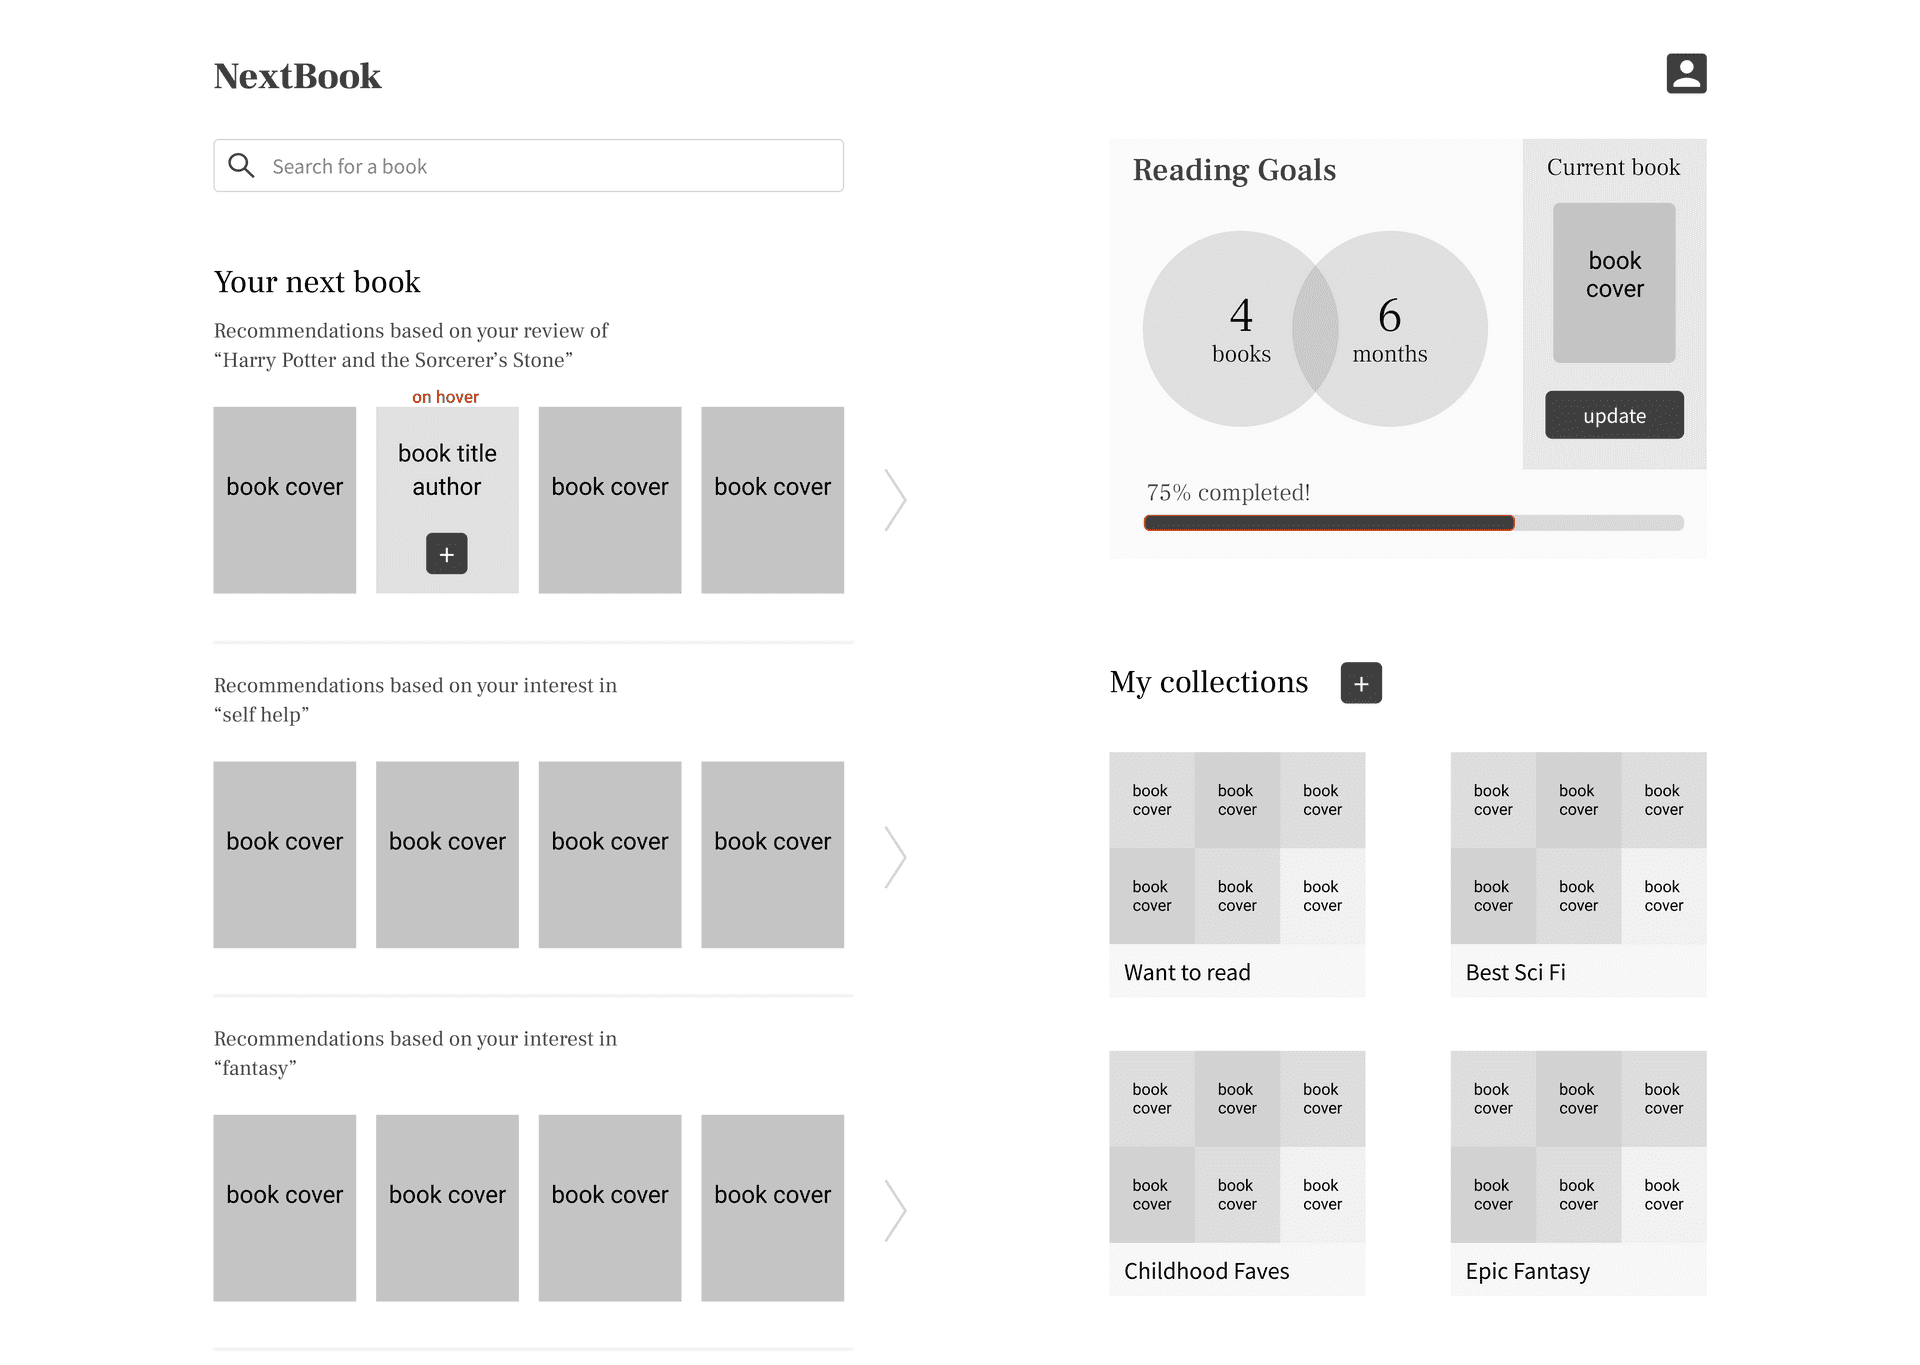 NextBook
Search for a book
Your next book
Recommendations based on your review of
“Harry Potter and the Sorcerer’s Stone”
on hover
book cover
book title
author
+
book cover
book cover
Recommendations based on your interest in
“self help”
book cover
book cover
book cover
book cover
Recommendations based on your interest in
“fantasy”
book cover
book cover
book cover
book cover
Reading Goals
4
books
6
months
75% completed!
Current book
book
cover
update
My collections
+
book
cover
book
cover
book
cover
book
cover
book
cover
book
cover
Want to read
book
cover
book
cover
book
cover
book
cover
book
cover
book
cover
Best Sci Fi
book
cover
book
cover
book
cover
book
cover
book
cover
book
cover
Childhood Faves
book
cover
book
cover
book
cover
book
cover
book
cover
book
cover
Epic Fantasy